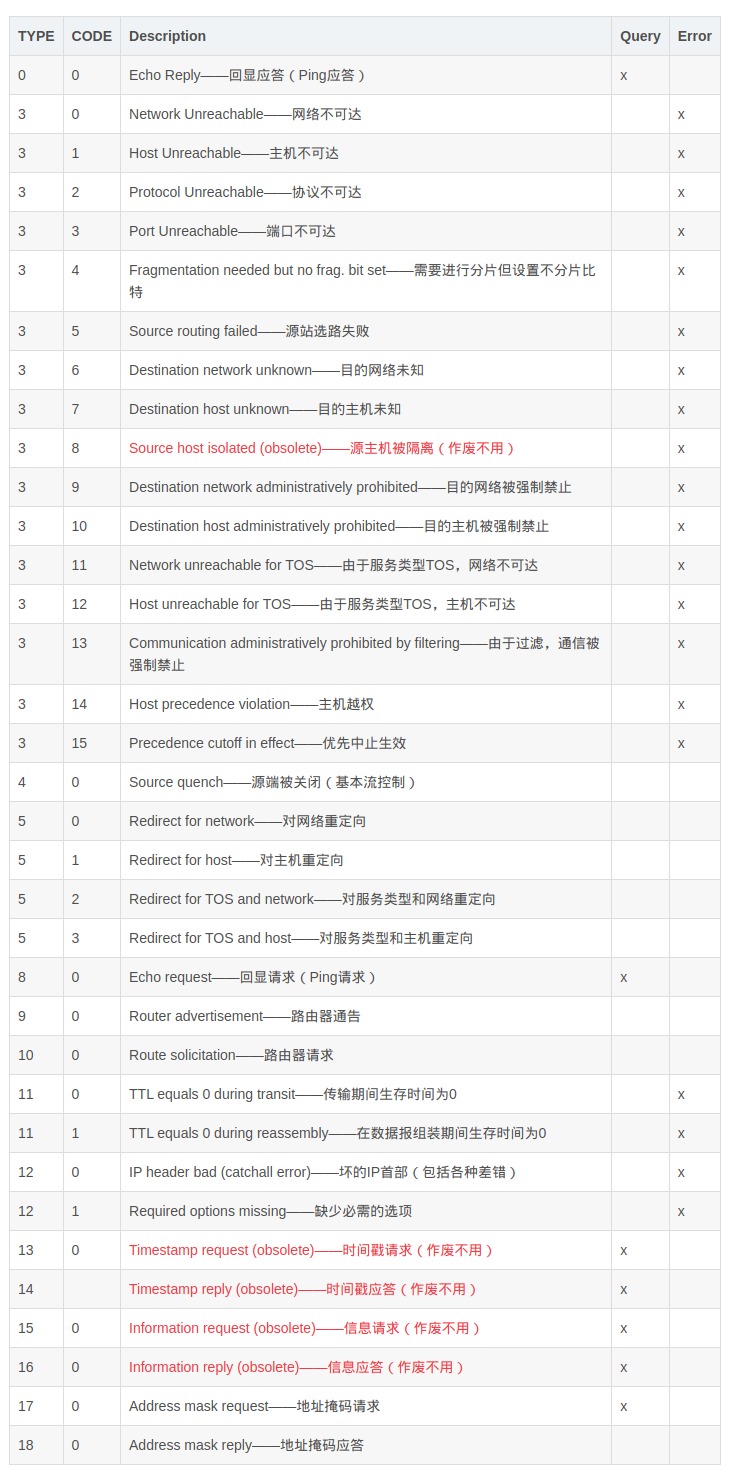 TYPE CODE Description Query Error
0 0 Echo Reply——回显应答（Ping应答） x
3 0 Network Unreachable——网络不可达 x
3 1 Host Unreachable——主机不可达 x
3 2 Protocol Unreachable——协议不可达 x
3 3 Port Unreachable——端口不可达 x
3 4 Fragmentation needed but no frag. bit set——需要进行分片但设置不分片比 x
特
3 5 Source routing failed——源站选路失败 x
3 6 Destination network unknown——目的网络未知 x
3 7 Destination host unknown——目的主机未知 x
3 8 Source host isolated (obsolete)——源主机被隔离（作废不用） x
3 9 Destination network administratively prohibited——目的网络被强制禁止 x
3 10 Destination host administratively prohibited——目的主机被强制禁止 x
3 11 Network unreachable for TOS——由于服务类型TOS，网络不可达 x
3 12 Host unreachable for TOS——由于服务类型TOS，主机不可达 x
3 13 Communication administratively prohibited by filtering——由于过滤，通信被 x
强制禁止
3 14 Host precedence violation——主机越权 x
3 15 Precedence cutoff in effect——优先中止生效 x
4 0 Source quench——源端被关闭（基本流控制）
5 0 Redirect for network——对网络重定向
5 1 Redirect for host——对主机重定向
5 2 Redirect for TOS and network——对服务类型和网络重定向
5 3 Redirect for TOS and host——对服务类型和主机重定向
8 0 Echo request——回显请求（Ping请求） x
9 0 Router advertisement——路由器通告
10 0 Route solicitation——路由器请求
11 0 TTL equals 0 during transit——传输期间生存时间为0 x
11 1 TTL equals 0 during reassembly——在数据报组装期间生存时间为0 x
12 0 IP header bad (catchall error)——坏的IP首部（包括各种差错） x
12 1 Required options missing——缺少必需的选项 x
13 0 Timestamp request (obsolete)——时间戳请求（作废不用） x
14 Timestamp reply (obsolete)——时间戳应答（作废不用） x
15 0 Information request (obsolete)——信息请求（作废不用） x
16 0 Information reply (obsolete)——信息应答（作废不用） x
17 0 Address mask request——地址掩码请求 x
18 0 Address mask reply——地址掩码应答